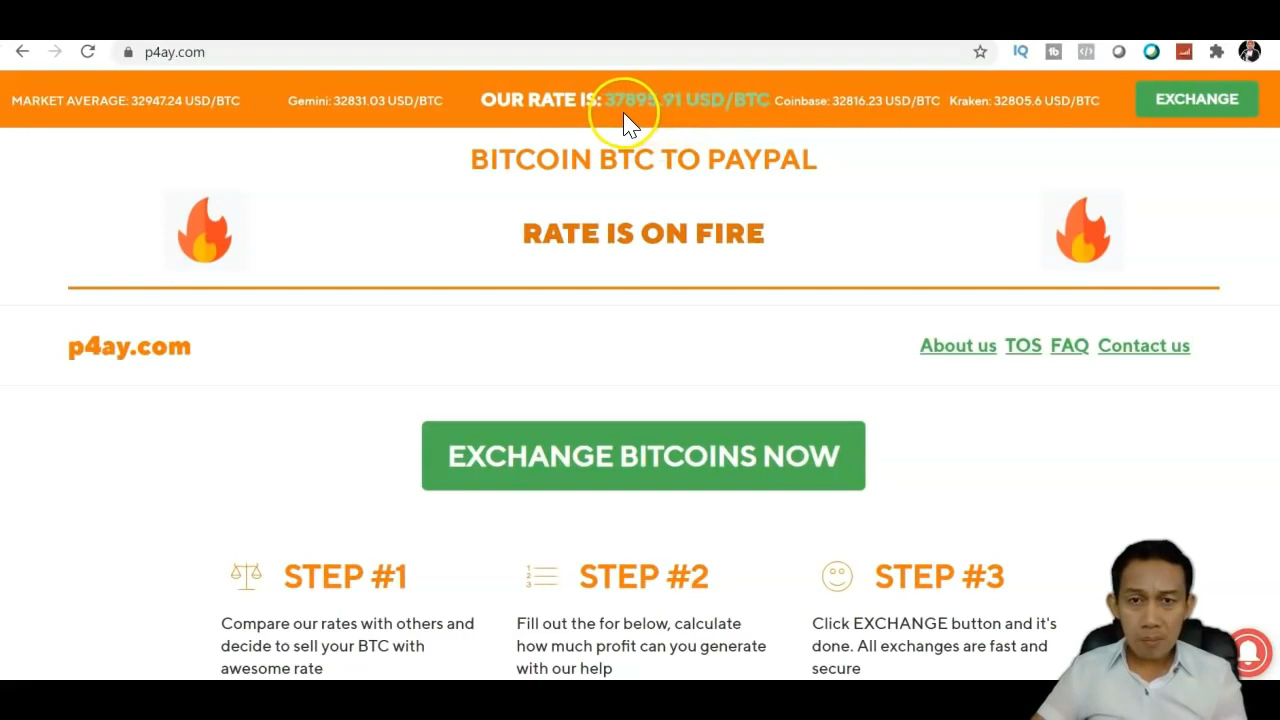 p4ay.com
MARKET AVERAGE: 32947.24 USD/BTC Gemini: 32831.03 USD/BTC OUR RATE IS: 37895.91 USD/BTC Coinbase: 32816.23 USD/BTC Kraken: 32805.6 USD/BTC EXCHANGE
BITCOIN BTC TO PAYPAL
RATE IS ON FIRE
p4ay.com About us TOS FAQ Contact us
EXCHANGE BITCOINS NOW
STEP #1
Compare our rates with others and
decide to sell your BTC with
awesome rate
STEP #2
Fill out the for below, calculate
how much profit can you generate
with our help
STEP #3
Click EXCHANGE button and it's
done. All exchanges are fast and
secure